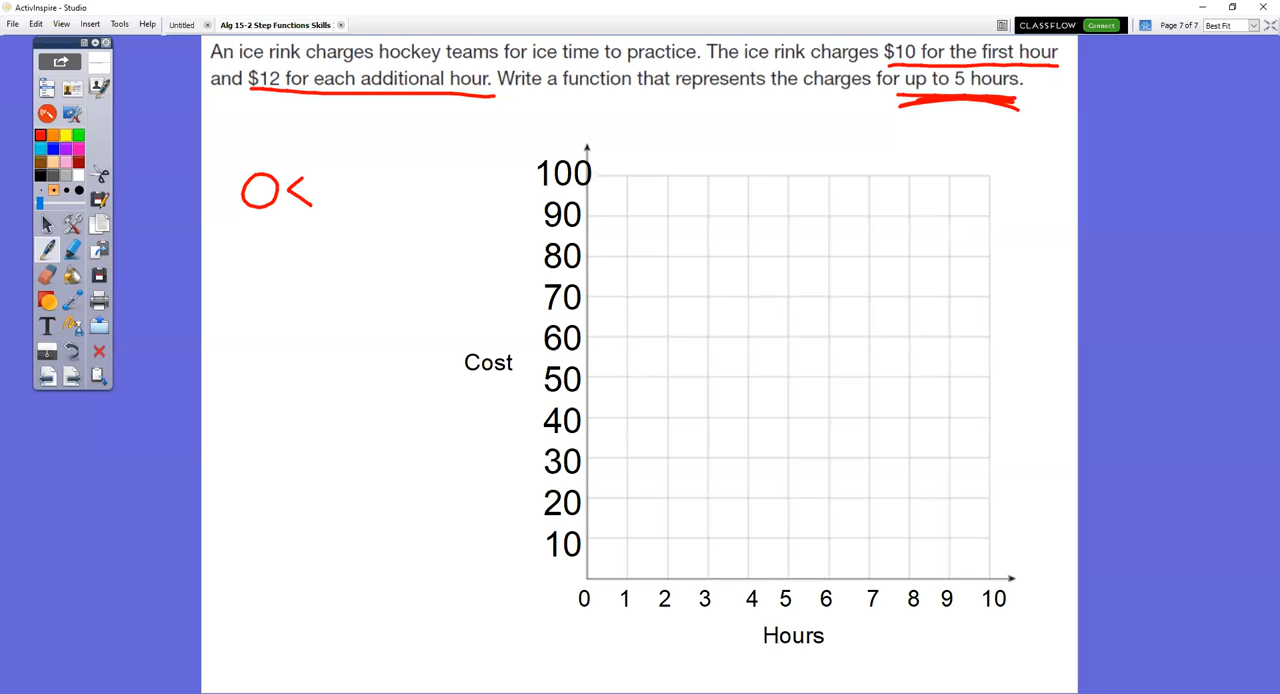 ActivInspire - Studio
File Edit View Insert Tools Help Untitled Alg 15-2 Step Functions Skills CLASSFLOW Connect Page 7 of 7 Best Fit
An ice rink charges hockey teams for ice time to practice. The ice rink charges $10 for the first hour
and $12 for each additional hour. Write a function that represents the charges for up to 5 hours.
0<
100
90
80
70
60
Cost
50
40
30
20
10
0 1 2 3 4 5 6 7 8 9 10
Hours